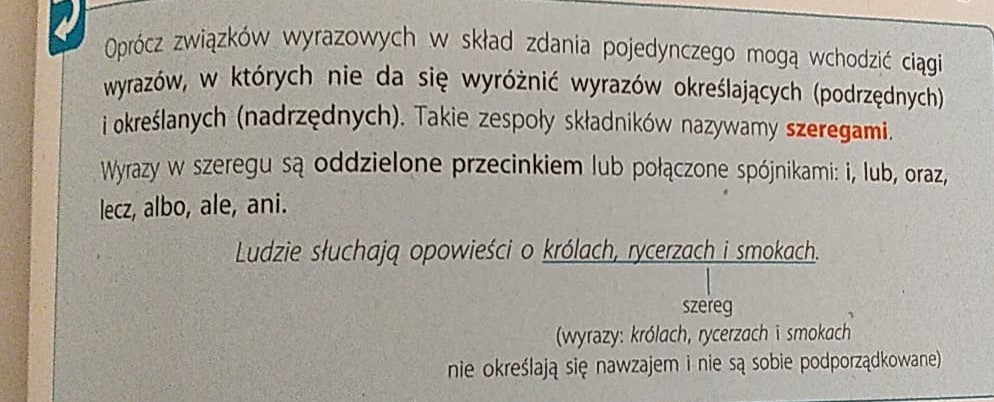 Oprócz związków wyrazowych w skład zdania pojedynczego mogą wchodzić ciągi
wyrazów, w których nie da się wyróżnić wyrazów określających (podrzędnych)
i określanych (nadrzędnych). Takie zespoły składników nazywamy szeregami.
Wyrazy w szeregu są oddzielone przecinkiem lub połączone spójnikami: i, lub, oraz,
lecz, albo, ale, ani.
Ludzie słuchają opowieści o królach, rycerzach i smokach.
szereg
(wyrazy: królach, rycerzach i smokach
nie określają się nawzajem i nie są sobie podporządkowane)